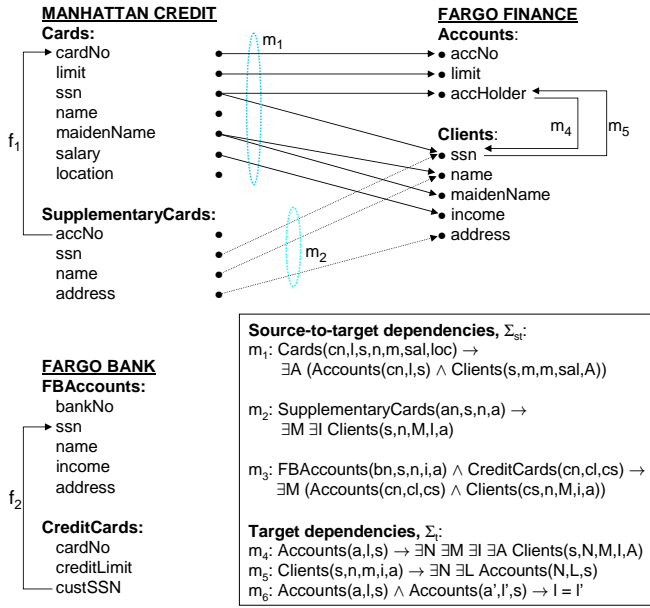 MANHATTAN CREDIT
Cards:
cardNo
limit
ssn
name
maidenName
salary
location
SupplementaryCards:
accNo
ssn
name
address
f1
m1
m2
FARGO FINANCE
Accounts:
accNo
limit
accHolder
Clients:
ssn
name
maidenName
income
address
m4
m5
FARGO BANK
FBAccounts:
bankNo
ssn
name
income
address
CreditCards:
cardNo
creditLimit
custSSN
f2
Source-to-target dependencies, Σst:
m1: Cards(cn,l,s,n,m,sal,loc) →
∃A (Accounts(cn,l,s) ∧ Clients(s,m,m,sal,A))
m2: SupplementaryCards(an,s,n,a) →
∃M ∃I Clients(s,n,M,I,a)
m3: FBAccounts(bn,s,n,i,a) ∧ CreditCards(cn,cl,cs) →
∃M (Accounts(cn,cl,cs) ∧ Clients(cs,n,M,i,a))
Target dependencies, Σt:
m4: Accounts(a,l,s) → ∃N ∃M ∃I ∃A Clients(s,N,M,I,A)
m5: Clients(s,n,m,i,a) → ∃N ∃L Accounts(N,L,s)
m6: Accounts(a,l,s) ∧ Accounts(a',l',s) → l = l'